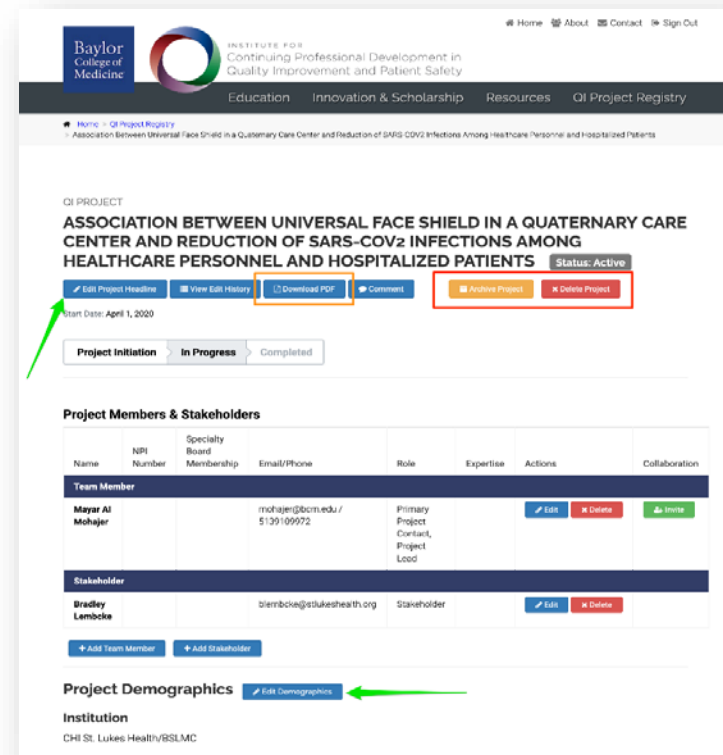 Home About Contact Sign Out
Baylor
College of
Medicine
INSTITUTE FOR
Continuing Professional Development in
Quality Improvement and Patient Safety
Education Innovation & Scholarship Resources QI Project Registry
Home > QI Project Registry
> Association Between Universal Face Shield in a Quaternary Care Center and Reduction of SARS-COV2 Infections Among Healthcare Personnel and Hospitalized Patients
QI PROJECT
ASSOCIATION BETWEEN UNIVERSAL FACE SHIELD IN A QUATERNARY CARE
CENTER AND REDUCTION OF SARS-COV2 INFECTIONS AMONG
HEALTHCARE PERSONNEL AND HOSPITALIZED PATIENTS Status: Active
Edit Project Headline View Edit History Download PDF Comment Archive Project Delete Project
Start Date: April 1, 2020
Project Initiation In Progress Completed
Project Members & Stakeholders
Name NPI Number Specialty Board Membership Email/Phone Role Expertise Actions Collaboration
Team Member
Mayar Al Mohajer mohajer@bcm.edu / 5139109972 Primary Project Contact, Project Lead Edit Delete Invite
Stakeholder
Bradley Lembcke blembcke@stlukeshealth.org Stakeholder Edit Delete
+ Add Team Member + Add Stakeholder
Project Demographics Edit Demographics
Institution
CHI St. Lukes Health/BSLMC